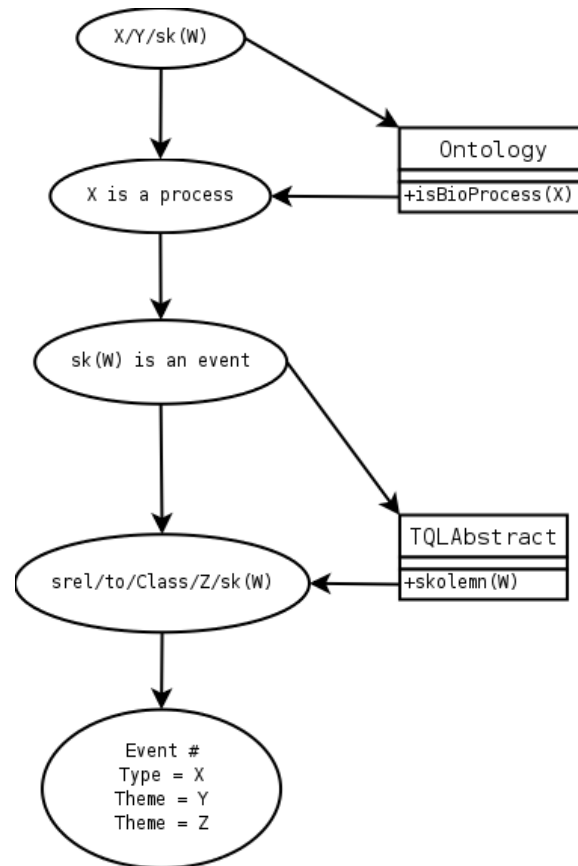 X/Y/sk(W)
Ontology
+isBioProcess(X)
X is a process
sk(W) is an event
TQLAbstract
+skolemn(W)
srel/to/Class/Z/sk(W)
Event #
Type = X
Theme = Y
Theme = Z